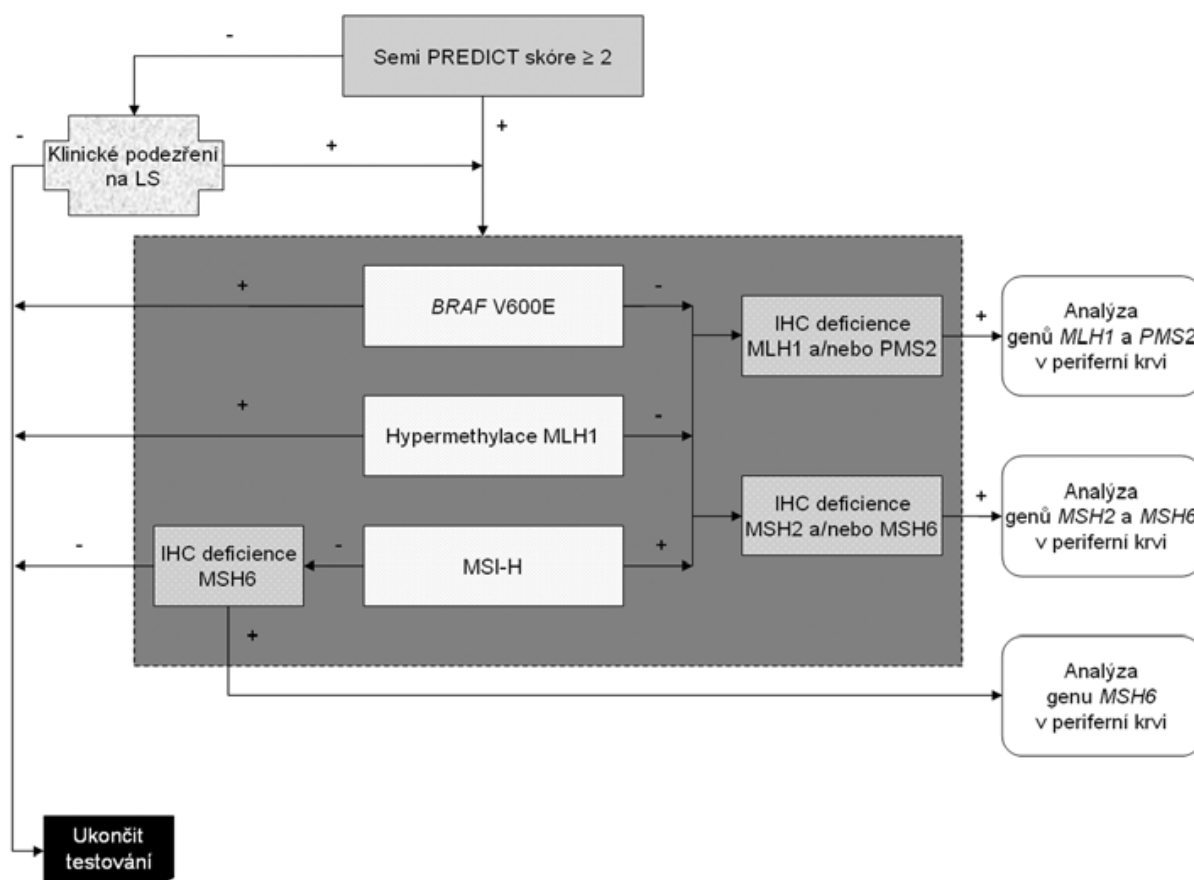 -
Semi PREDICT skóre ≥ 2
-
Klinické podezření
na LS
+
+
+
BRAF V600E
-
IHC deficience
MLH1 a/nebo PMS2
+
Analýza
genů MLH1 a PMS2
v periferní krvi
+
Hypermethylace MLH1
-
IHC deficience
MSH2 a/nebo MSH6
+
Analýza
genů MSH2 a MSH6
v periferní krvi
-
IHC deficience
MSH6
-
MSI-H
+
+
Analýza
genu MSH6
v periferní krvi
Ukončit
testování